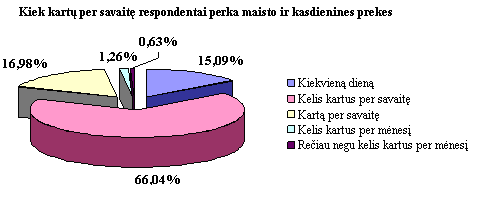 Kiek kartų per savaitę respondentai perka maisto ir kasdienines prekes
0,63%
1,26%
15,09%
16,98%
66,04%
Kiekvieną dieną
Kelis kartus per savaitę
Kartą per savaitę
Kelis kartus per mėnesį
Rečiau negu kelis kartus per mėnesį